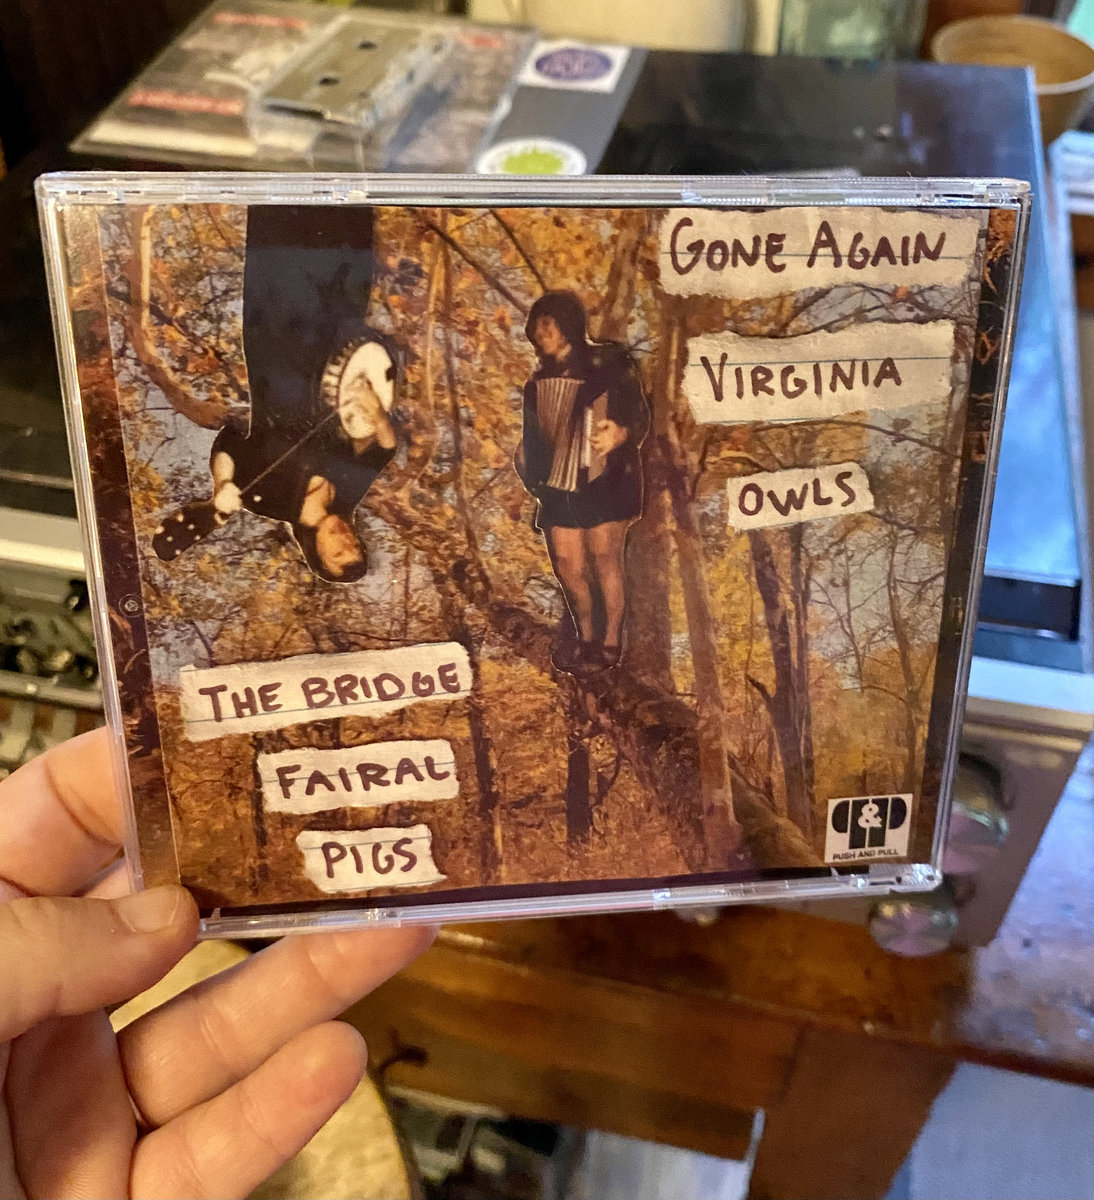 GONE AGAIN
VIRGINIA
OWLS
THE BRIDGE
FAIRAL
PIGS
P&P
PUSH AND PULL